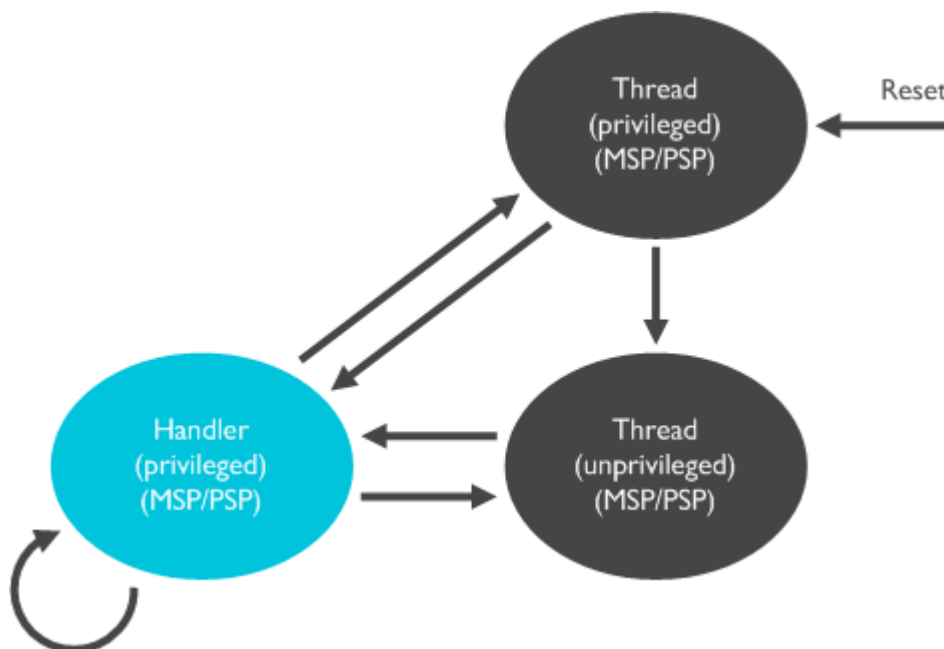 Thread
(privileged)
(MSP/PSP)
Reset
Handler
(privileged)
(MSP/PSP)
Thread
(unprivileged)
(MSP/PSP)